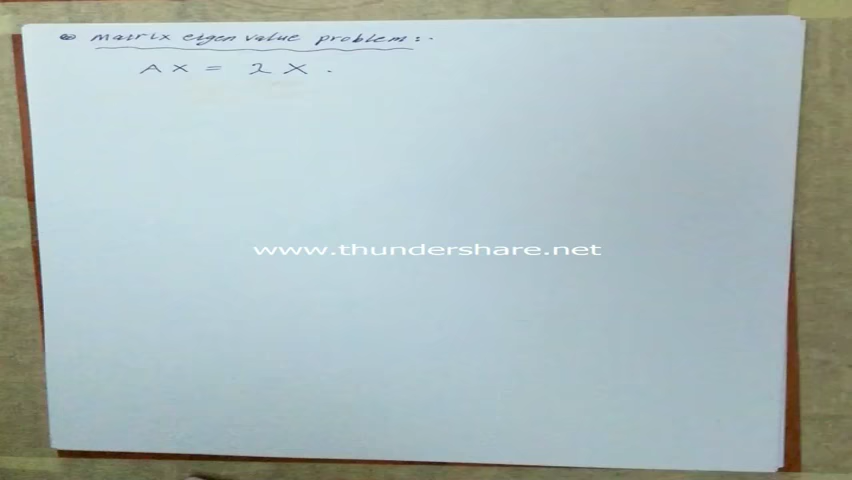 Matrix eigen value problem:-
AX = λX.
www.thundershare.net